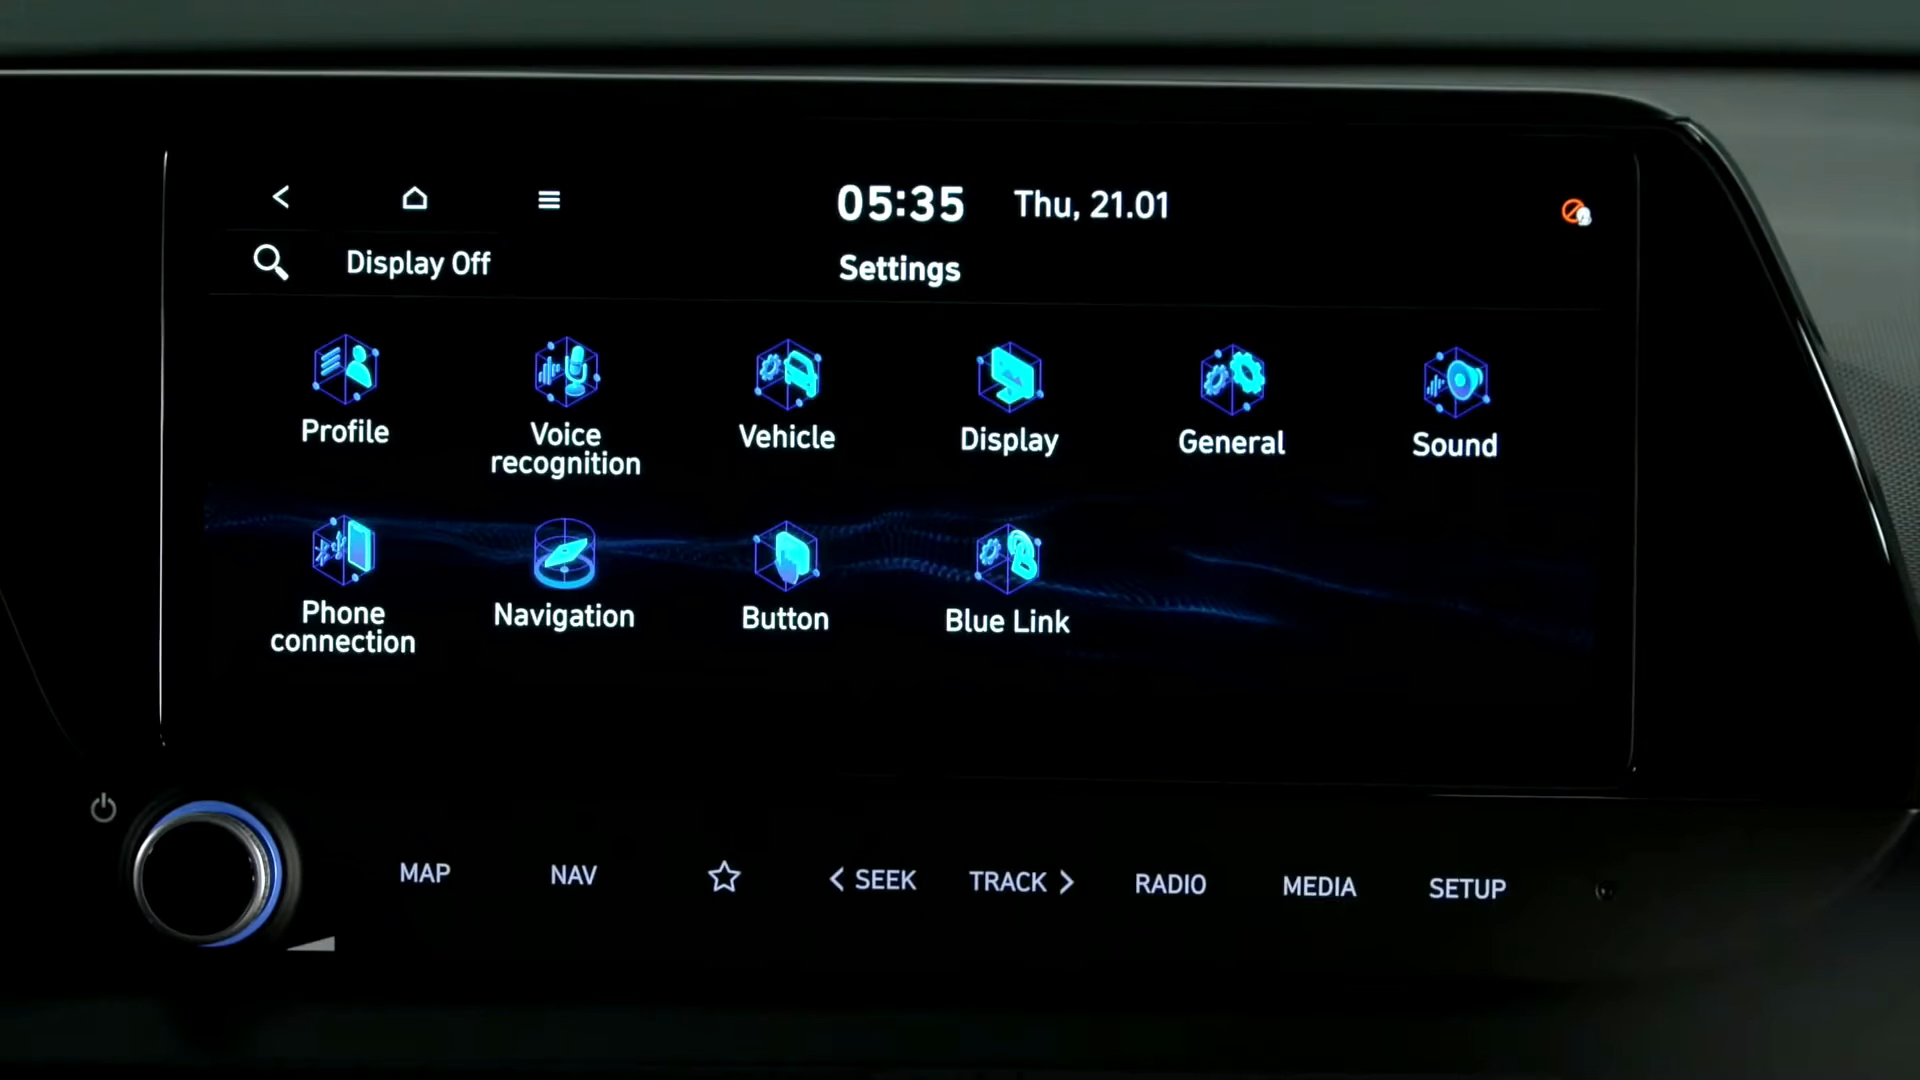 05:35 Thu, 21.01
Display Off
Settings
Profile
Voice
recognition
Vehicle
Display
General
Sound
Phone
connection
Navigation
Button
Blue Link
MAP
NAV
SEEK
TRACK
RADIO
MEDIA
SETUP